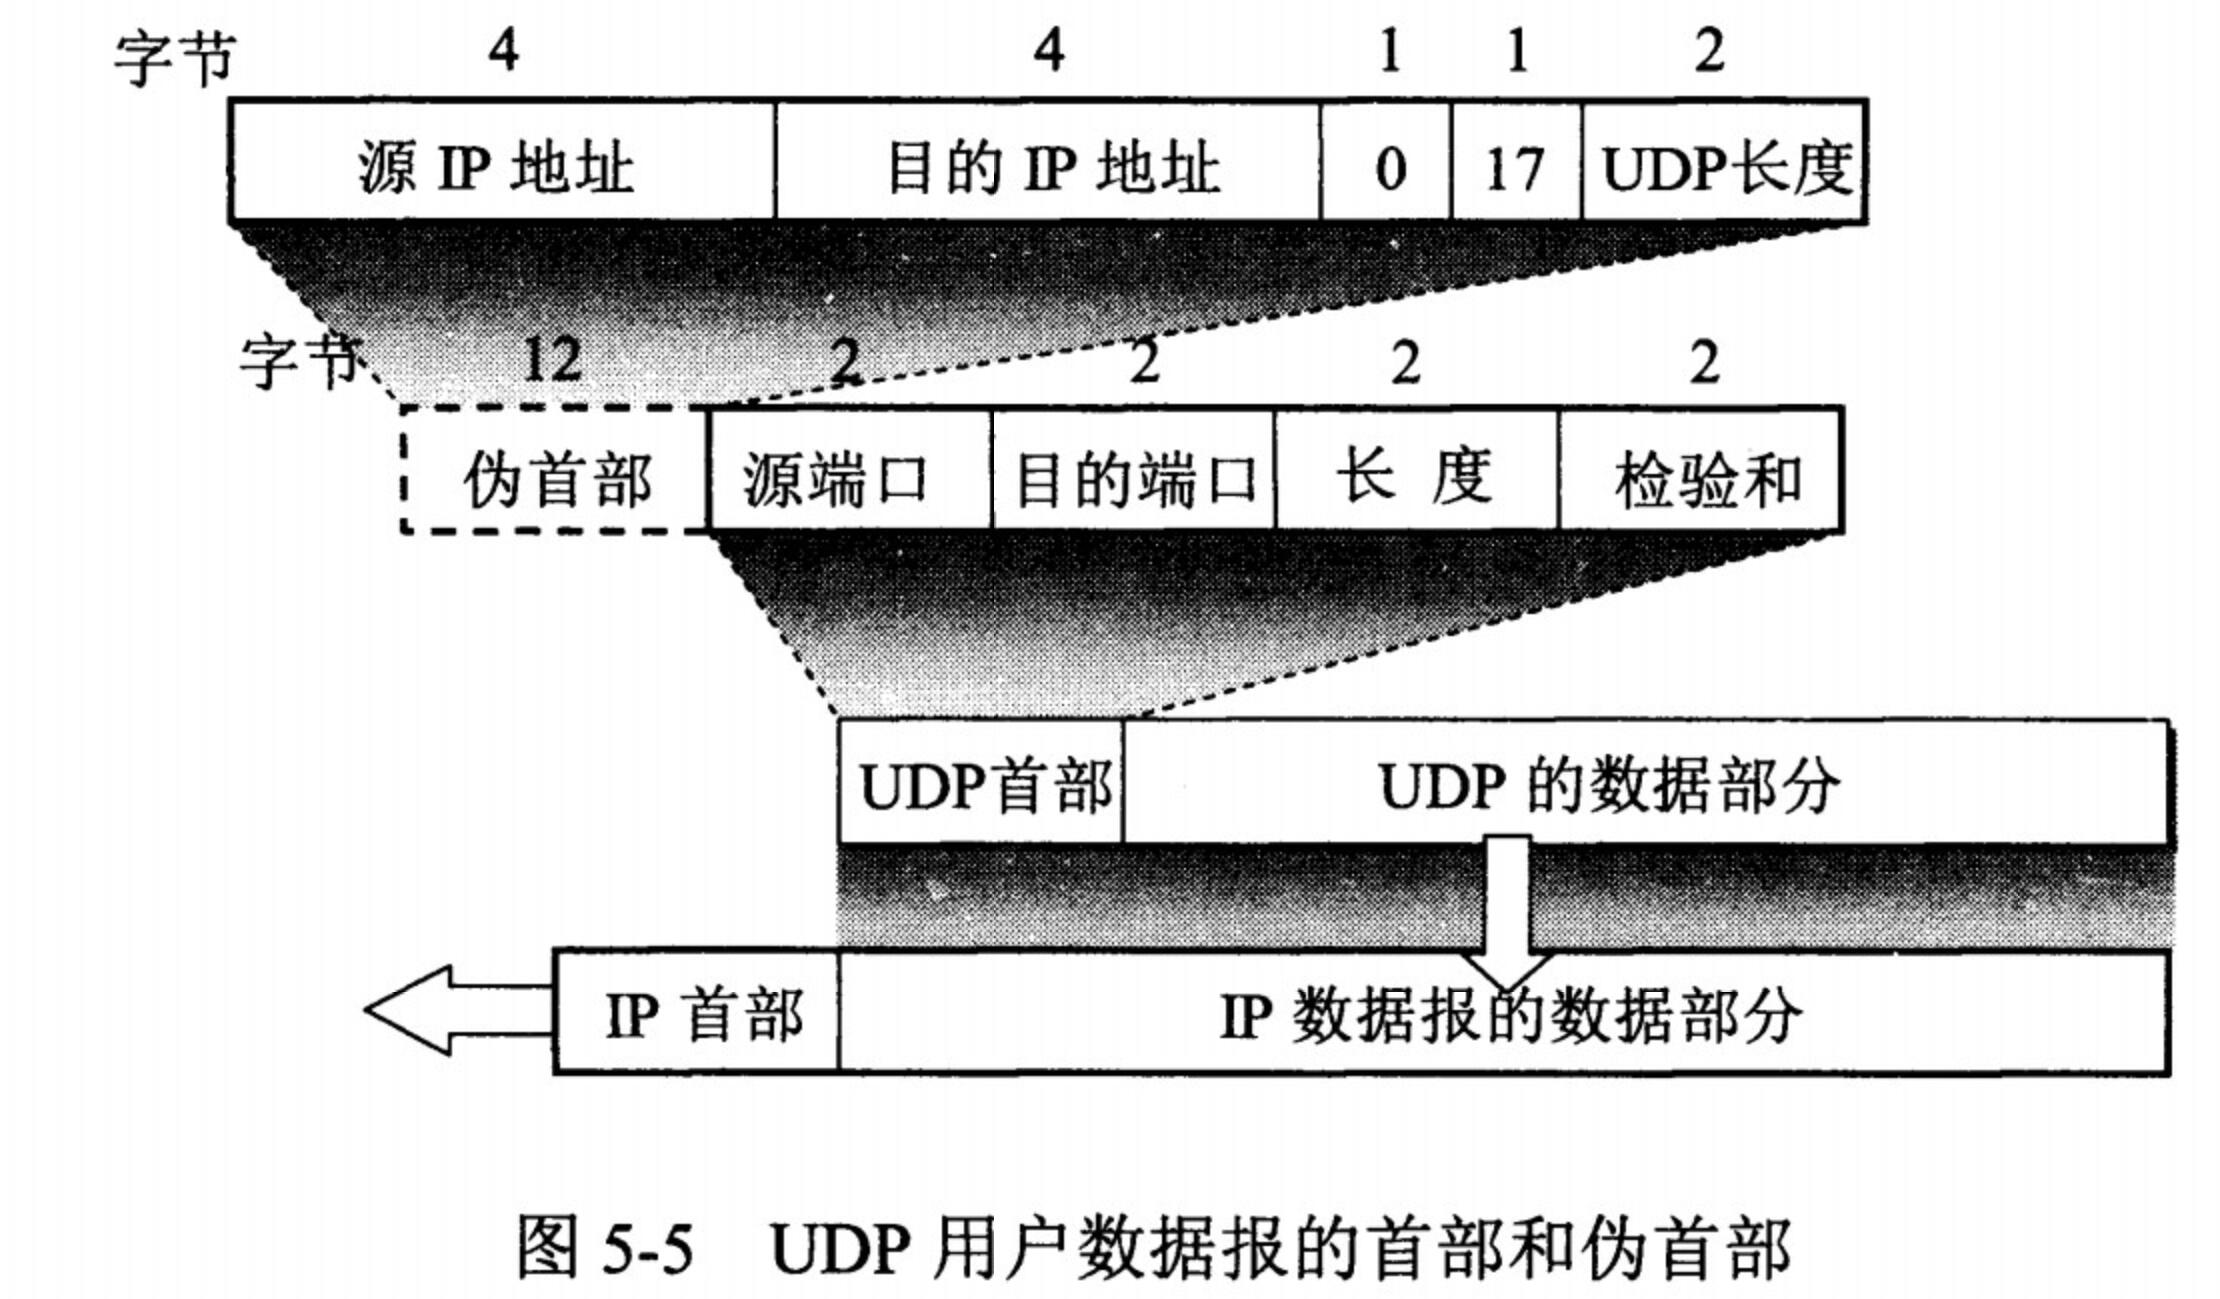 字节 4 4 1 1 2
源 IP 地址 目的 IP 地址 0 17 UDP长度
字节 12 2 2 2 2
伪首部 源端口 目的端口 长 度 检验和
UDP首部 UDP 的数据部分
IP 首部 IP 数据报的数据部分
图 5-5 UDP 用户数据报的首部和伪首部